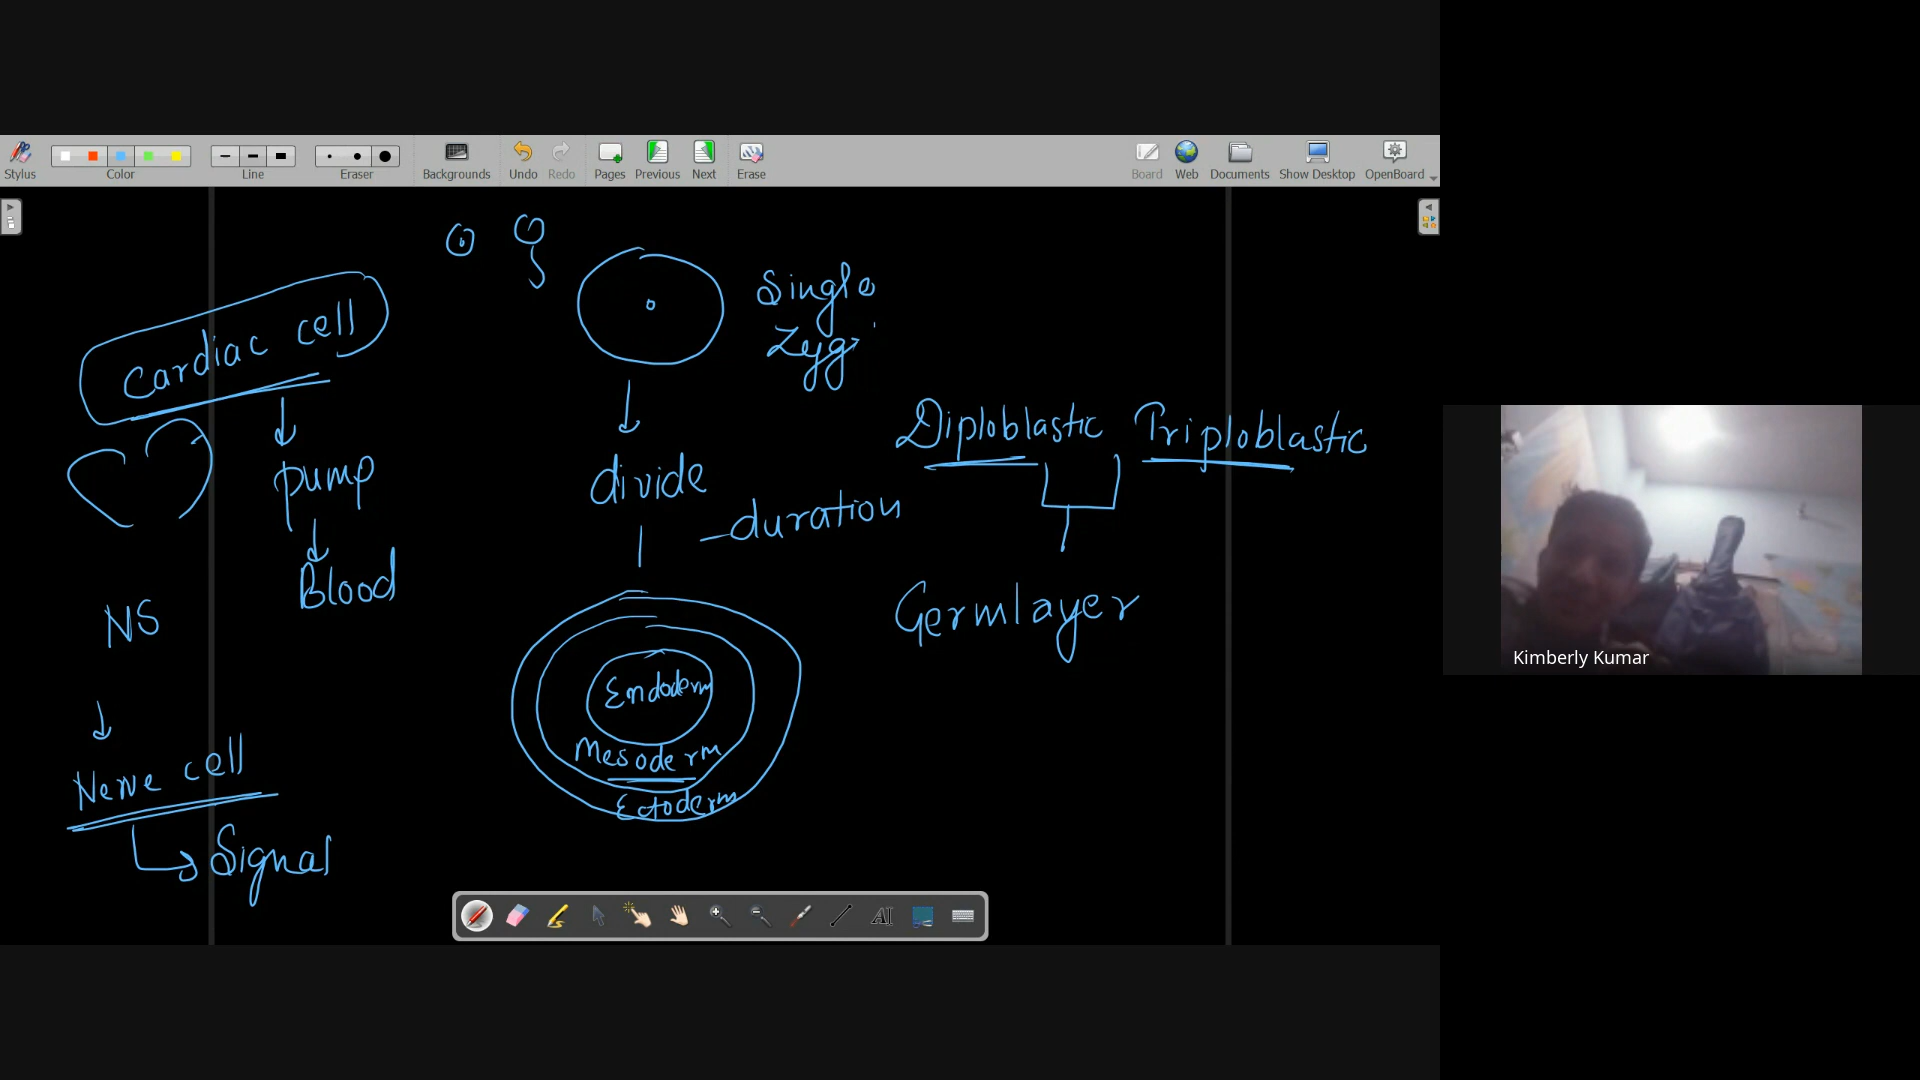 Stylus
Color
Line
Eraser
Backgrounds
Undo
Redo
Pages
Previous
Next
Erase
Board
Web
Documents
Show Desktop
OpenBoard
Single
Zyg
Cardiac cell
pump
Blood
NS
Nerve cell
Signal
divide
duration
Endoderm
Mesoderm
Ectoderm
Diploblastic Triploblastic
Germlayer
Kimberly Kumar